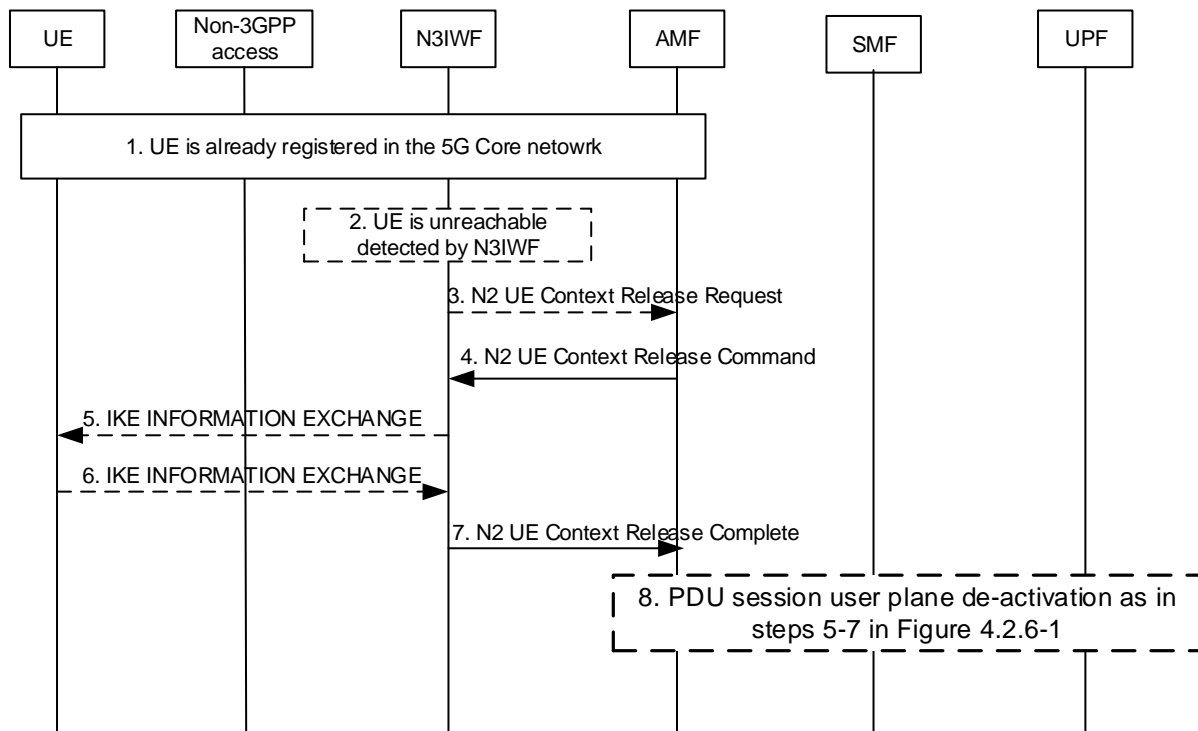 UE
Non-3GPP
access
N3IWF
AMF
SMF
UPF
1. UE is already registered in the 5G Core netowrk
2. UE is unreachable
detected by N3IWF
3. N2 UE Context Release Request
4. N2 UE Context Release Command
5. IKE INFORMATION EXCHANGE
6. IKE INFORMATION EXCHANGE
7. N2 UE Context Release Complete
8. PDU session user plane de-activation as in
steps 5-7 in Figure 4.2.6-1